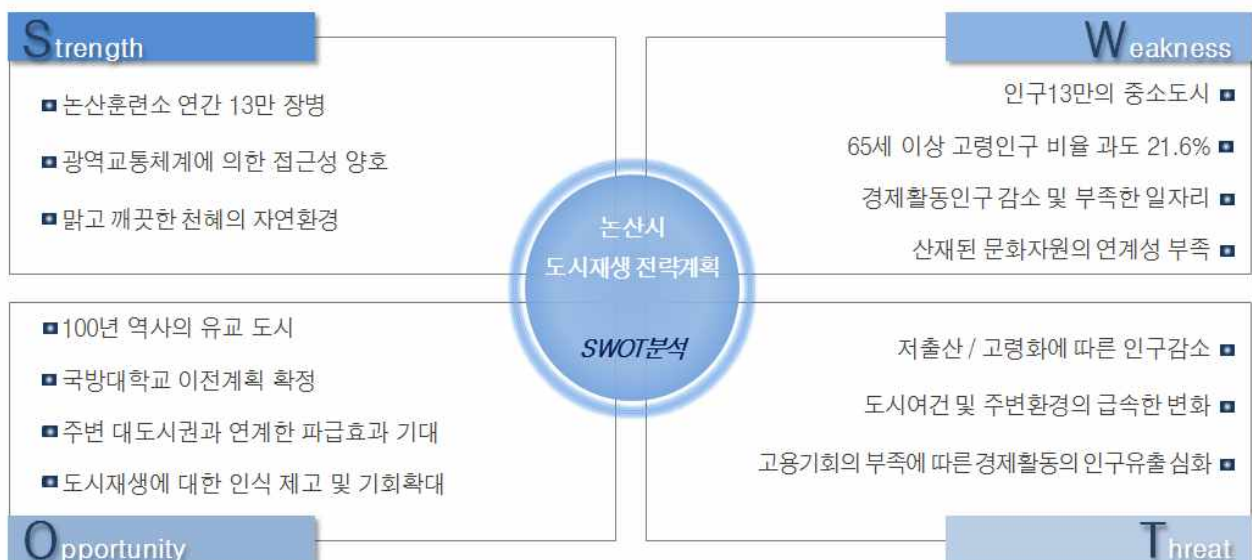 Strength
논산훈련소 연간 13만 장병
광역교통체계에 의한 접근성 양호
맑고 깨끗한 천혜의 자연환경
Weakness
인구13만의 중소도시
65세 이상 고령인구 비율 과도 21.6%
경제활동인구 감소 및 부족한 일자리
산재된 문화자원의 연계성 부족
논산시
도시재생 전략계획
SWOT분석
100년 역사의 유교 도시
국방대학교 이전계획 확정
주변 대도시권과 연계한 파급효과 기대
도시재생에 대한 인식 제고 및 기회확대
Opportunity
저출산 / 고령화에 따른 인구감소
도시여건 및 주변환경의 급속한 변화
고용기회의 부족에 따른 경제활동의 인구유출 심화
Threat